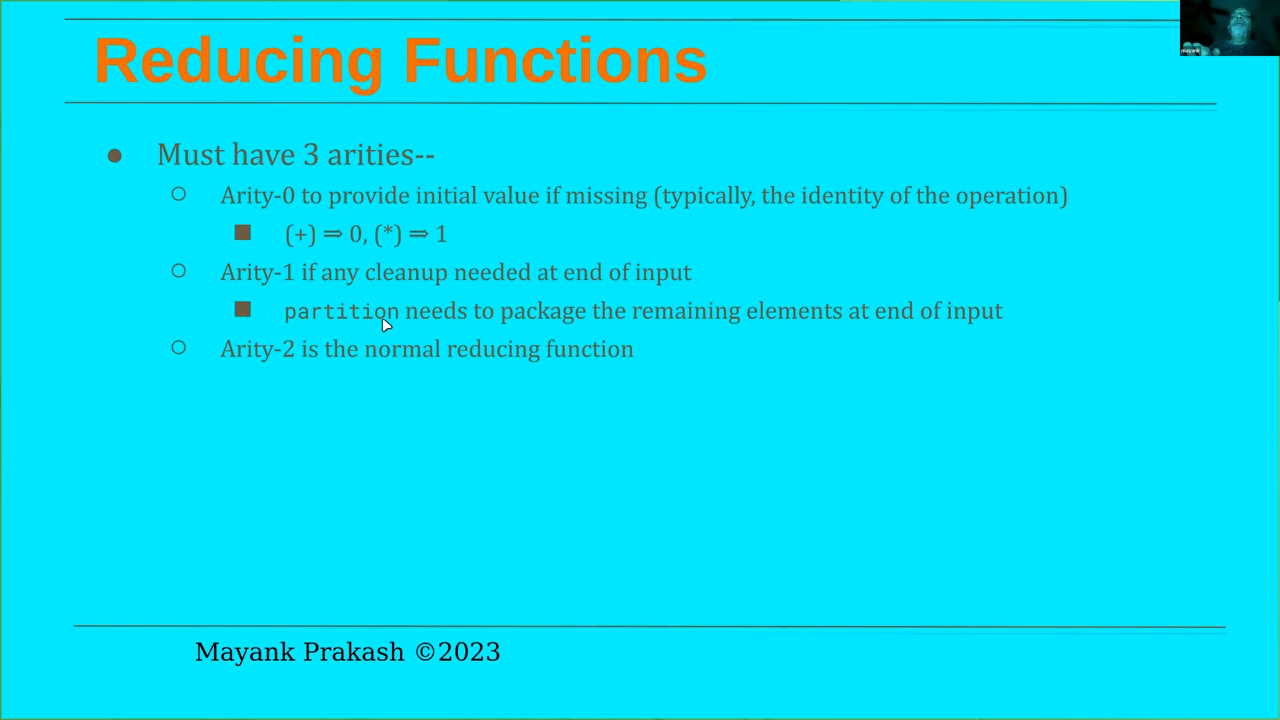 Reducing Functions
mayank
Must have 3 arities--
Arity-0 to provide initial value if missing (typically, the identity of the operation)
(+) ⇒ 0, (*) ⇒ 1
Arity-1 if any cleanup needed at end of input
partition needs to package the remaining elements at end of input
Arity-2 is the normal reducing function
Mayank Prakash ©2023